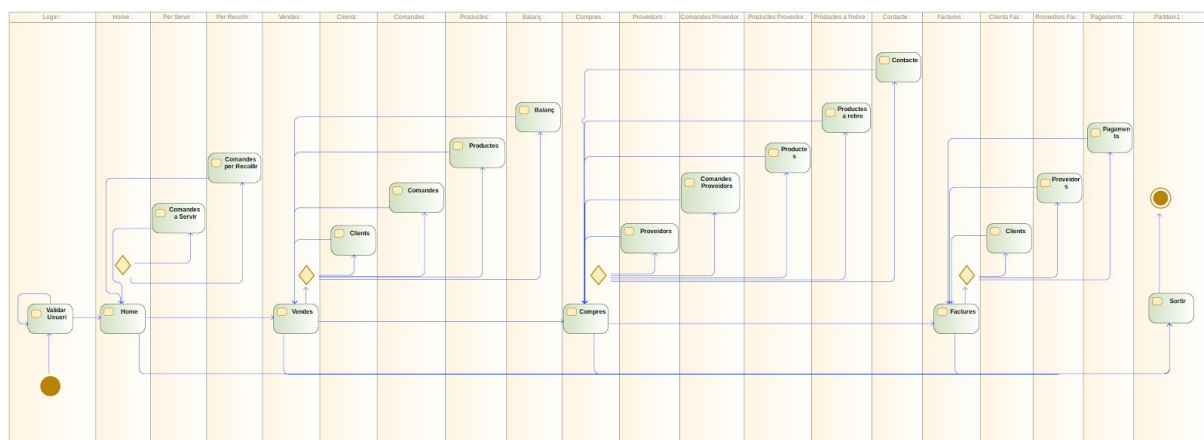 Login :
Home :
Per Servir :
Per Recollir :
Vendes :
Clients :
Comandes :
Productes :
Balanç :
Compres :
Proveidors :
Comandes Proveidor :
Productes Proveidor :
Productes a Rebre :
Contacte :
Factures :
Clients Fac :
Proveidors Fac :
Pagaments :
Partition1 :
Contacte
Balanç
Productes
a rebre
Pagamen
ts
Productes
Producte
s
Comandes
per Recollir
Comandes
Comandes
Proveidors
Proveidor
s
Comandes
a Servir
Clients
Proveidors
Clients
Validar
Usuari
Home
Vendes
Compres
Factures
Sortir